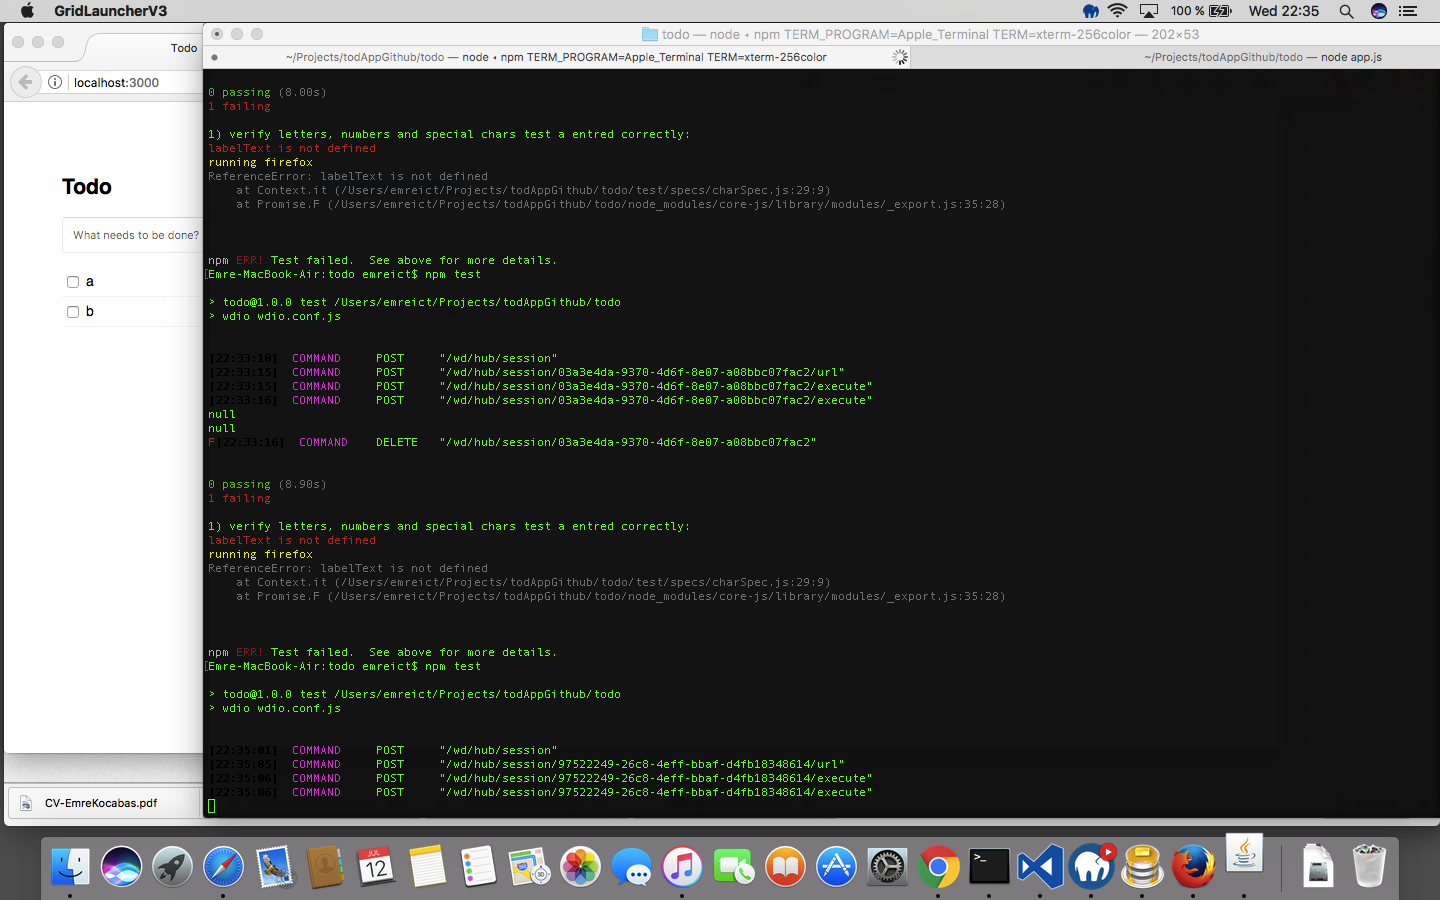 GridLauncherV3
100 %
Wed 22:35
todo — node ◂ npm TERM_PROGRAM=Apple_Terminal TERM=xterm-256color — 202×53
~/Projects/todAppGithub/todo — node ◂ npm TERM_PROGRAM=Apple_Terminal TERM=xterm-256color
~/Projects/todAppGithub/todo — node app.js
Todo
localhost:3000
Todo
What needs to be done?
a
b
0 passing (8.00s)
1 failing
1) verify letters, numbers and special chars test a entred correctly:
labelText is not defined
running firefox
ReferenceError: labelText is not defined
at Context.it (/Users/emreict/Projects/todAppGithub/todo/test/specs/charSpec.js:29:9)
at Promise.F (/Users/emreict/Projects/todAppGithub/todo/node_modules/core-js/library/modules/_export.js:35:28)
npm ERR! Test failed.  See above for more details.
[Emre-MacBook-Air:todo emreict$ npm test
> todo@1.0.0 test /Users/emreict/Projects/todAppGithub/todo
> wdio wdio.conf.js
[22:33:10]  COMMAND     POST     "/wd/hub/session"
[22:33:15]  COMMAND     POST     "/wd/hub/session/03a3e4da-9370-4d6f-8e07-a08bbc07fac2/url"
[22:33:15]  COMMAND     POST     "/wd/hub/session/03a3e4da-9370-4d6f-8e07-a08bbc07fac2/execute"
[22:33:16]  COMMAND     POST     "/wd/hub/session/03a3e4da-9370-4d6f-8e07-a08bbc07fac2/execute"
null
null
F[22:33:16]  COMMAND    DELETE   "/wd/hub/session/03a3e4da-9370-4d6f-8e07-a08bbc07fac2"
0 passing (8.90s)
1 failing
1) verify letters, numbers and special chars test a entred correctly:
labelText is not defined
running firefox
ReferenceError: labelText is not defined
at Context.it (/Users/emreict/Projects/todAppGithub/todo/test/specs/charSpec.js:29:9)
at Promise.F (/Users/emreict/Projects/todAppGithub/todo/node_modules/core-js/library/modules/_export.js:35:28)
npm ERR! Test failed.  See above for more details.
[Emre-MacBook-Air:todo emreict$ npm test
> todo@1.0.0 test /Users/emreict/Projects/todAppGithub/todo
> wdio wdio.conf.js
[22:35:01]  COMMAND     POST     "/wd/hub/session"
[22:35:05]  COMMAND     POST     "/wd/hub/session/97522249-26c8-4eff-bbaf-d4fb18348614/url"
[22:35:06]  COMMAND     POST     "/wd/hub/session/97522249-26c8-4eff-bbaf-d4fb18348614/execute"
[22:35:06]  COMMAND     POST     "/wd/hub/session/97522249-26c8-4eff-bbaf-d4fb18348614/execute"
CV-EmreKocabas.pdf
JUL
12
3D
>_